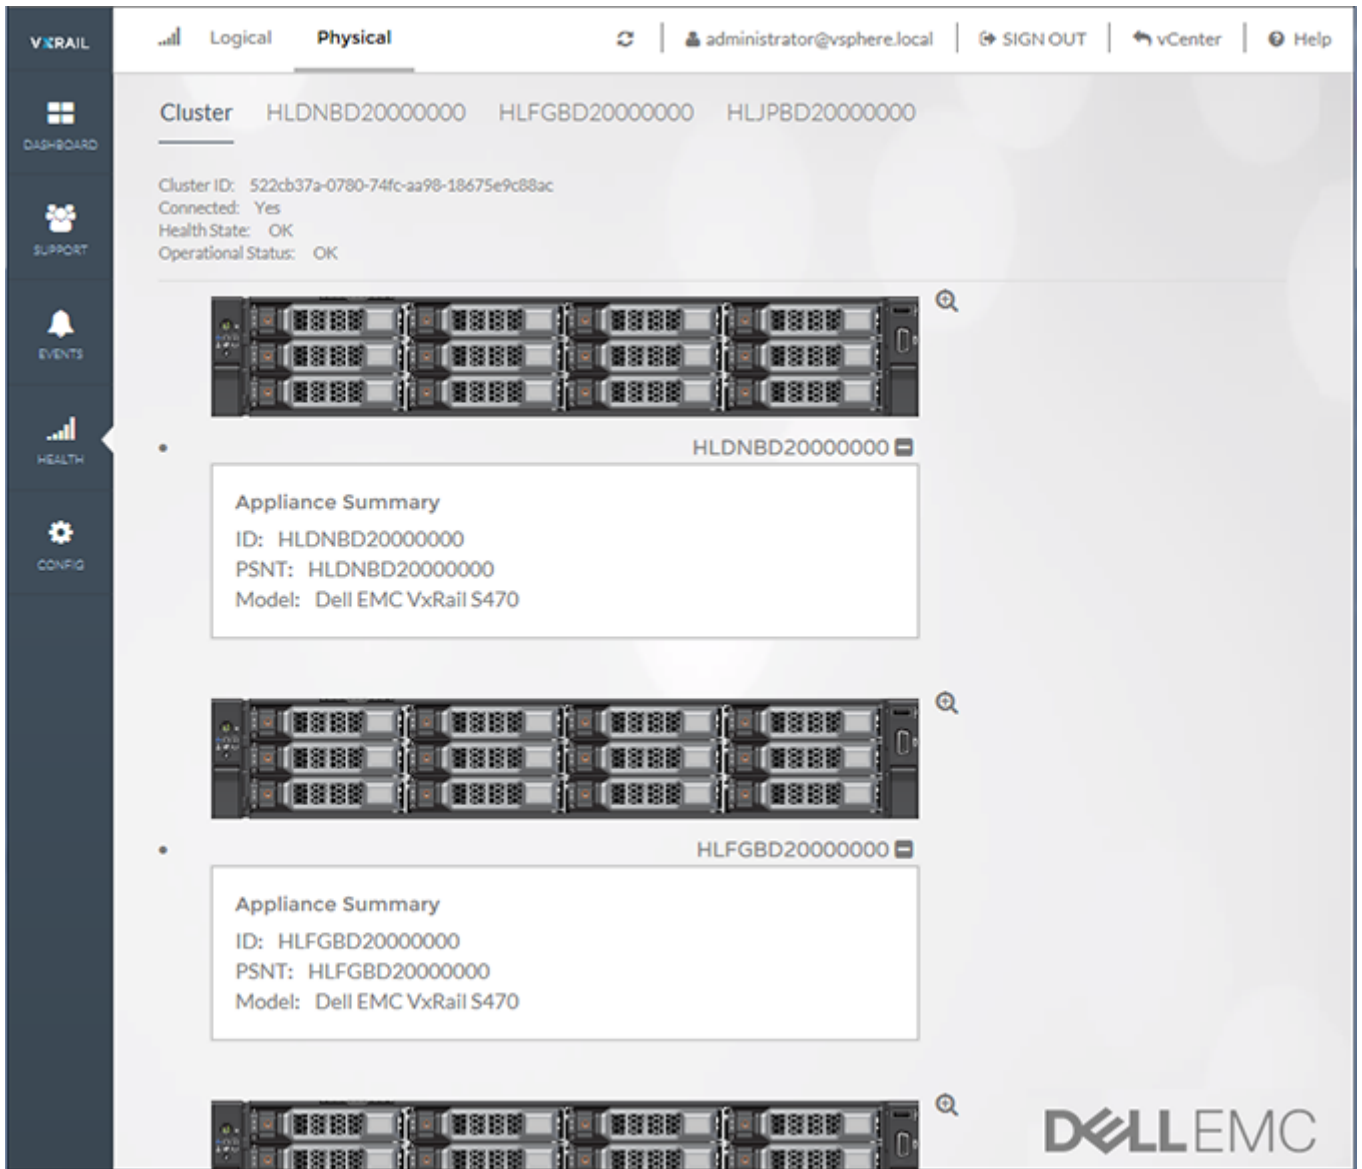 VXRAIL
Logical Physical administrator@vsphere.local SIGN OUT vCenter Help
DASHBOARD
SUPPORT
EVENTS
HEALTH
CONFIG
Cluster HLDNBD20000000 HLFGBD20000000 HLJPBD20000000
Cluster ID: 522cb37a-0780-74fc-aa98-18675e9c88ac
Connected: Yes
Health State: OK
Operational Status: OK
HLDNBD20000000
Appliance Summary
ID: HLDNBD20000000
PSNT: HLDNBD20000000
Model: Dell EMC VxRail S470
HLFGBD20000000
Appliance Summary
ID: HLFGBD20000000
PSNT: HLFGBD20000000
Model: Dell EMC VxRail S470
DELLEMC